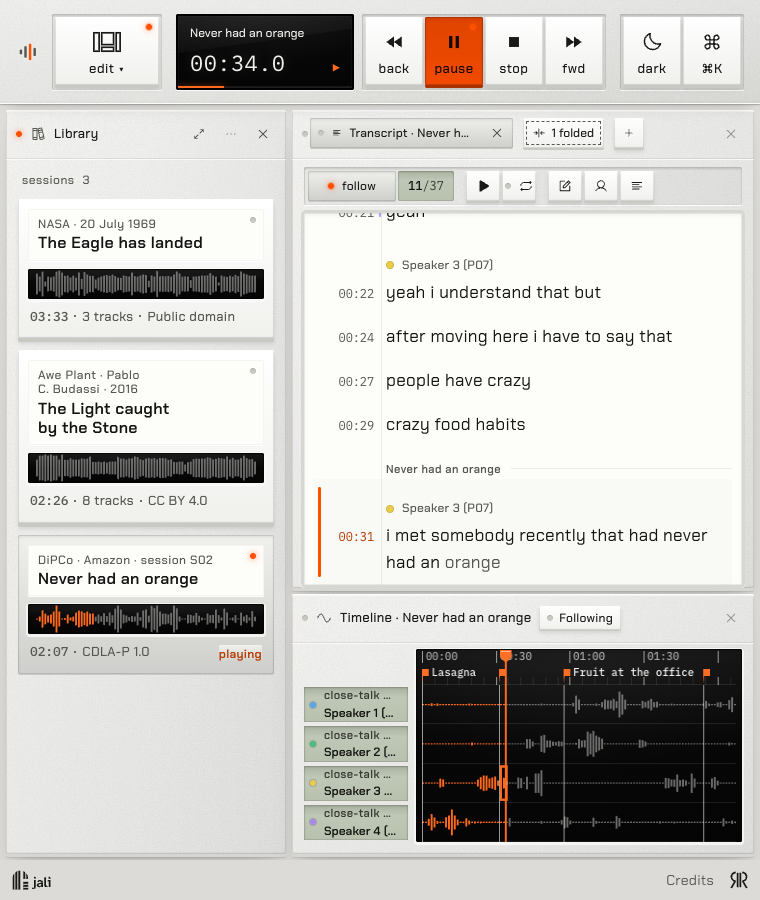 edit ▾
Never had an orange
00:34.0
back
pause
stop
fwd
dark
⌘K
Library
sessions 3
NASA · 20 July 1969
The Eagle has landed
03:33 · 3 tracks · Public domain
Awe Plant · Pablo
C. Budassi · 2016
The Light caught
by the Stone
02:26 · 8 tracks · CC BY 4.0
DiPCo · Amazon · session S02
Never had an orange
02:07 · CDLA-P 1.0
playing
Transcript · Never h...
1 folded
follow
11/37
00:21 yeah
Speaker 3 (P07)
00:22 yeah i understand that but
00:24 after moving here i have to say that
00:27 people have crazy
00:29 crazy food habits
Never had an orange
Speaker 3 (P07)
00:31 i met somebody recently that had never
had an orange
Timeline · Never had an orange
Following
00:00 :30 01:00 01:30
Lasagna Fruit at the office
close-talk ...
Speaker 1 (...
close-talk ...
Speaker 2 (...
close-talk ...
Speaker 3 ...
close-talk ...
Speaker 4 (...
jali
Credits